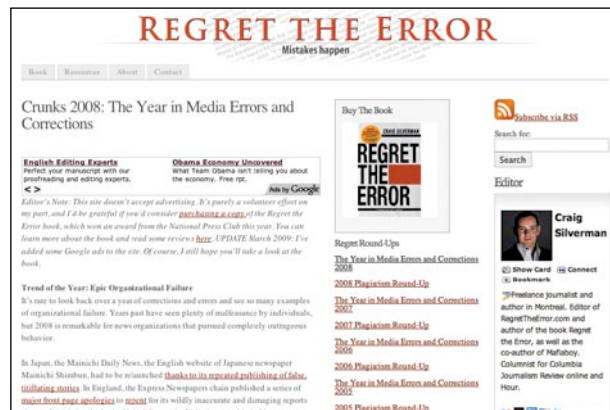 REGRET THE ERROR
Mistakes happen
Book Resources About Contact
Crunks 2008: The Year in Media Errors and
Corrections
English Editing Experts
Perfect your manuscript with our
proofreading and editing experts.
Obama Economy Uncovered
What Team Obama isn't telling you about
the economy. Free rpt.
< >
Ads by Google
Editor's Note: This site doesn't accept advertising. It's purely a volunteer effort on
my part, and I'd be grateful if you'd consider purchasing a copy of the Regret the
Error book, which won an award from the National Press Club this year. You can
learn more about the book and read some reviews here. UPDATE March 2009: I've
added some Google ads to the site. Of course, I still hope you'll take a look at the
book.
Trend of the Year: Epic Organizational Failure
It's rare to look back over a year of corrections and errors and see so many examples
of organizational failure. Years past have seen plenty of malfeasance by individuals,
but 2008 is remarkable for news organizations that pursued completely outrageous
behavior.
In Japan, the Mainichi Daily News, the English website of Japanese newspaper
Mainichi Shimbun, had to be relaunched thanks to its repeated publishing of false,
titillating stories. In England, the Express Newspapers chain published a series of
major front page apologies to repent for its wildly inaccurate and damaging reports
Buy The Book
CRAIG SILVERMAN
REGRET
THE
ERROR
Regret Round-Ups
The Year in Media Errors and Corrections
2008
2008 Plagiarism Round-Up
The Year in Media Errors and Corrections
2007
2007 Plagiarism Round-Up
The Year in Media Errors and Corrections
2006
2006 Plagiarism Round-Up
The Year in Media Errors and Corrections
2005
2005 Plagiarism Round-Up
Subscribe via RSS
Search for:
Search
Editor
Craig
Silverman
Show Card Connect
Bookmark
Freelance journalist and
author in Montreal. Editor of
RegretTheError.com and
author of the book Regret
the Error, as well as the
co-author of Mafiaboy.
Columnist for Columbia
Journalism Review online and
Hour.